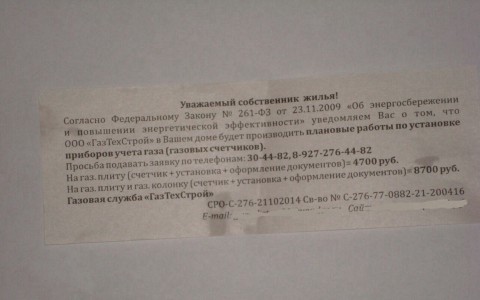 Уважаемый собственник жилья!
Согласно Федеральному Закону № 261-ФЗ от 23.11.2009 «Об энергосбережении
и повышении энергетической эффективности» уведомляем Вас о том, что
ООО «ГазТехСтрой» в Вашем доме будет производить плановые работы по установке
приборов учета газа (газовых счетчиков).
Просьба подавать заявку по телефонам: 30-44-82, 8-927-276-44-82
На газ. плиту (счетчик + установка + оформление документов)= 4700 руб.
На газ. плиту и газ. колонку (счетчик + установка + оформление документов)= 8700 руб.
Газовая служба «ГазТехСтрой»
СРО-С-276-21102014 Св-во № С-276-77-0882-21-200416
E-mail: Сайт: